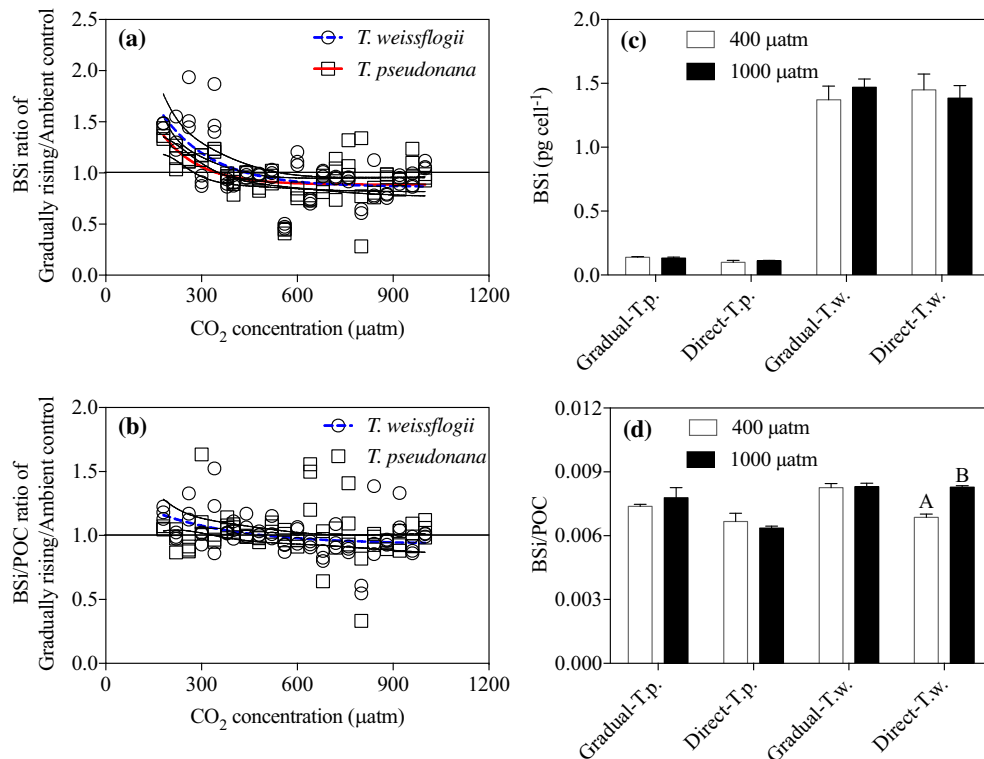 BSi ratio of
Gradually rising/Ambient control
2.5
2.0
1.5
1.0
0.5
0.0
(a)
T. weissflogii
T. pseudonana
0 300 600 900 1200
CO2 concentration (μatm)
BSi (pg cell-1)
2.0
1.5
1.0
0.5
0.0
(c)
400 μatm
1000 μatm
Gradual-T.p.
Direct-T.p.
Gradual-T.w.
Direct-T.w.
BSi/POC ratio of
Gradually rising/Ambient control
2.0
1.5
1.0
0.5
0.0
(b)
T. weissflogii
T. pseudonana
0 300 600 900 1200
CO2 concentration (μatm)
BSi/POC
0.012
0.009
0.006
0.003
0.000
(d)
400 μatm
1000 μatm
A
B
Gradual-T.p.
Direct-T.p.
Gradual-T.w.
Direct-T.w.